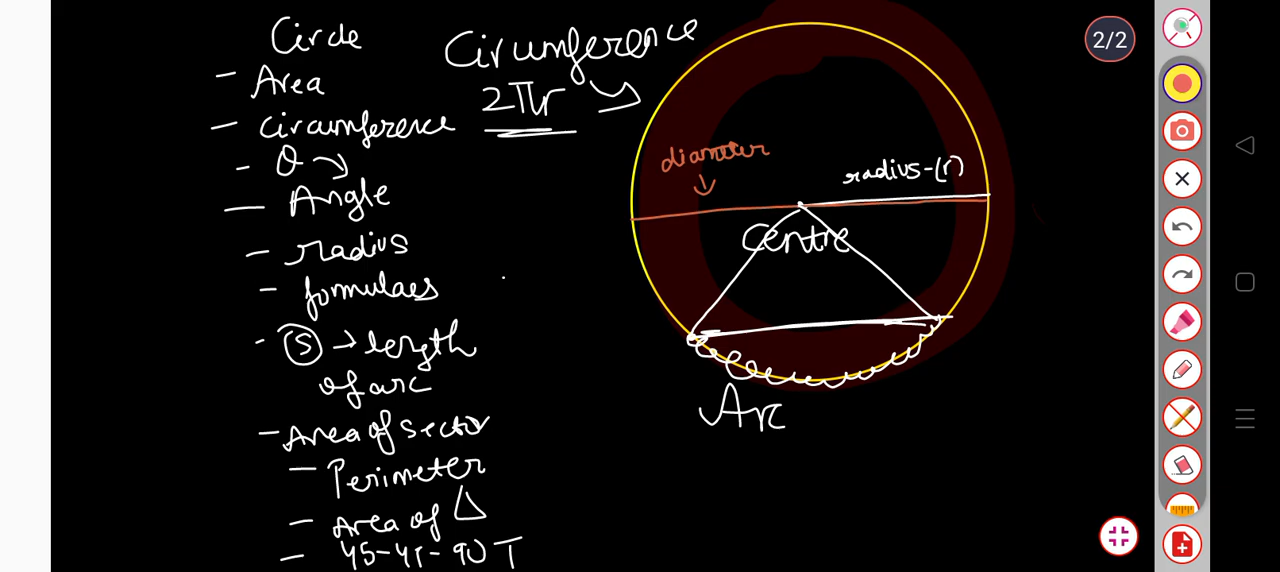 Circle
- Area
- circumference
- θ →
- Angle
- radius
- formulaes
- (s) → length
of arc
- Area of sector
- Perimeter
- Area of △
- 45-45-90 T
Circumference
2πr →
diameter
↓
radius-(r)
Centre
Arc
2/2